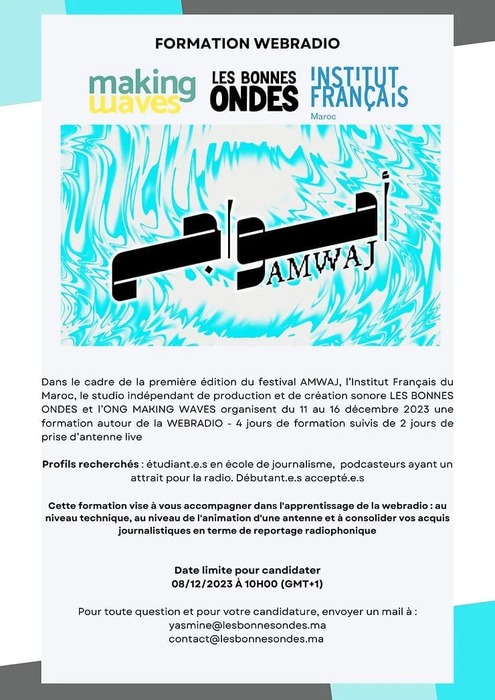 FORMATION WEBRADIO
making
waves
LES BONNES
ONDES
INSTITUT
FRANÇAIS
Maroc
أمواج
AMWAJ
Dans le cadre de la première édition du festival AMWAJ, l'Institut Français du
Maroc, le studio indépendant de production et de création sonore LES BONNES
ONDES et l'ONG MAKING WAVES organisent du 11 au 16 décembre 2023 une
formation autour de la WEBRADIO - 4 jours de formation suivis de 2 jours de
prise d'antenne live
Profils recherchés : étudiant.e.s en école de journalisme, podcasteurs ayant un
attrait pour la radio. Débutant.e.s accepté.e.s
Cette formation vise à vous accompagner dans l'apprentissage de la webradio : au
niveau technique, au niveau de l'animation d'une antenne et à consolider vos acquis
journalistiques en terme de reportage radiophonique
Date limite pour candidater
08/12/2023 À 10H00 (GMT+1)
Pour toute question et pour votre candidature, envoyer un mail à :
yasmine@lesbonnesondes.ma
contact@lesbonnesondes.ma